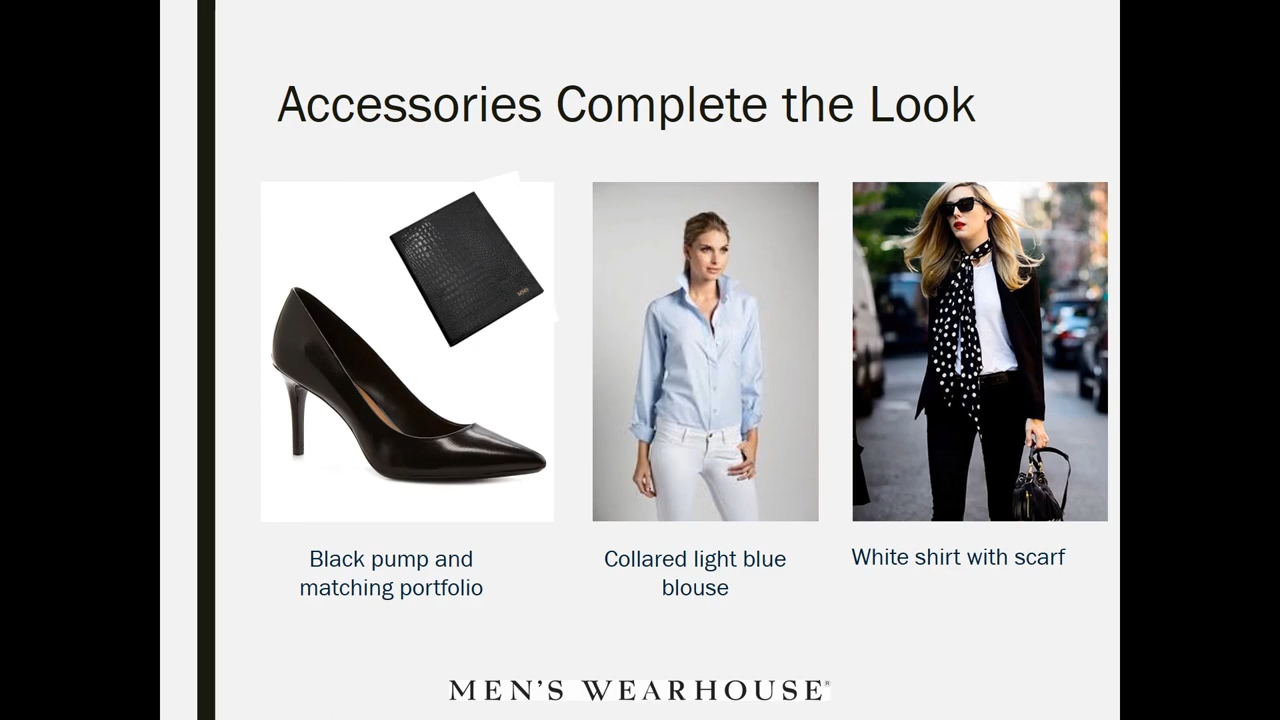 Accessories Complete the Look
Black pump and
matching portfolio
Collared light blue
blouse
White shirt with scarf
MEN'S WEARHOUSE®